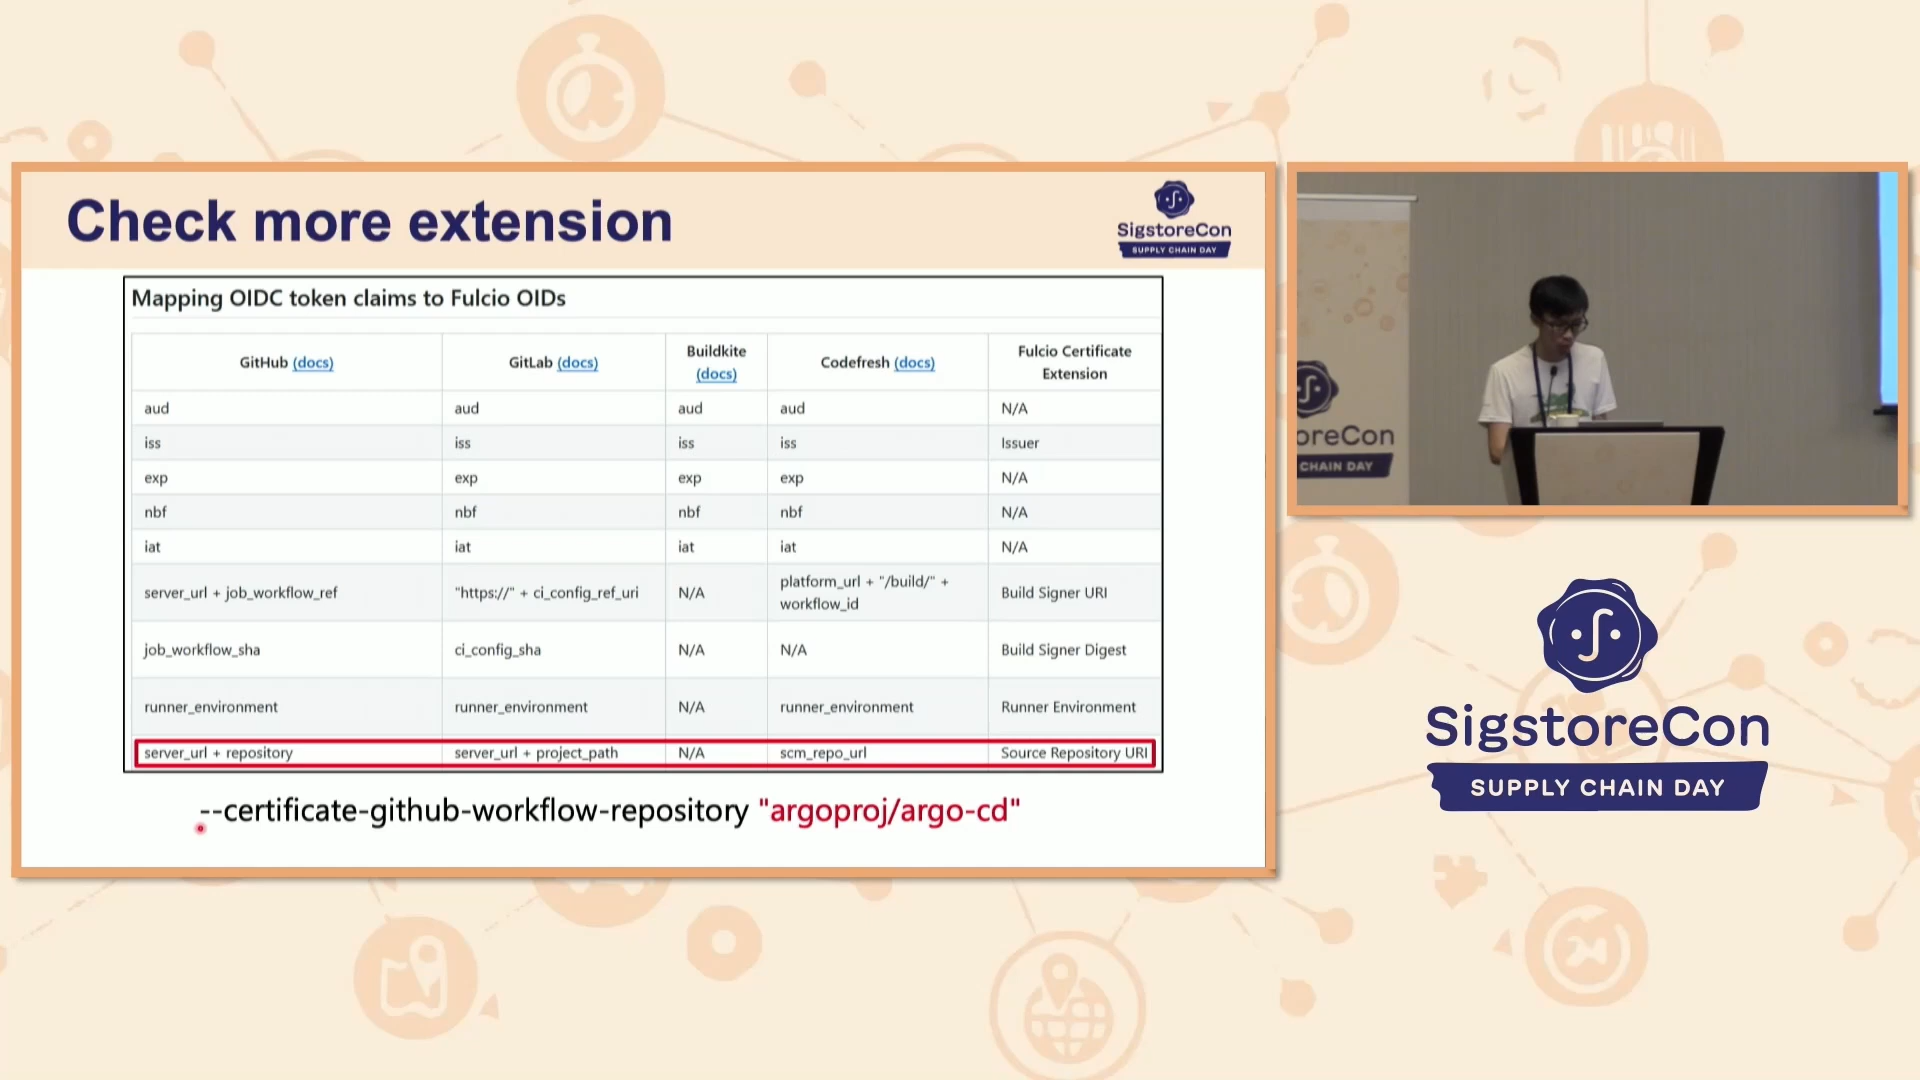 Check more extension
SigstoreCon
SUPPLY CHAIN DAY
Mapping OIDC token claims to Fulcio OIDs
GitHub (docs) GitLab (docs) Buildkite (docs) Codefresh (docs) Fulcio Certificate Extension
aud aud aud aud N/A
iss iss iss iss Issuer
exp exp exp exp N/A
nbf nbf nbf nbf N/A
iat iat iat iat N/A
server_url + job_workflow_ref "https://" + ci_config_ref_uri N/A platform_url + "/build/" + workflow_id Build Signer URI
job_workflow_sha ci_config_sha N/A N/A Build Signer Digest
runner_environment runner_environment N/A runner_environment Runner Environment
server_url + repository server_url + project_path N/A scm_repo_url Source Repository URI
--certificate-github-workflow-repository "argoproj/argo-cd"
oreCon
CHAIN DAY
SigstoreCon
SUPPLY CHAIN DAY